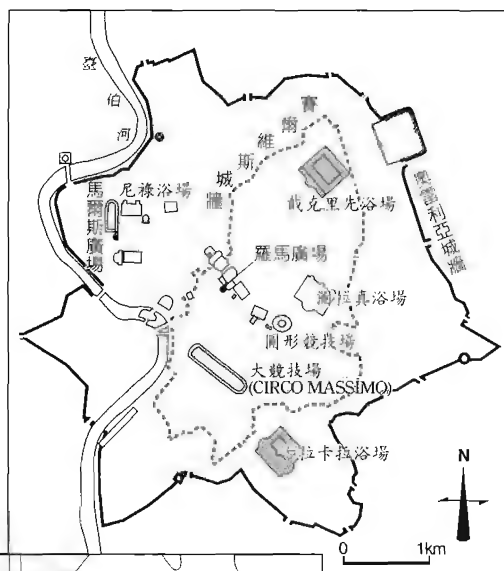 臺伯河
賽爾維斯城牆
奧雷利亞城牆
尼祿浴場
戴克里先浴場
馬爾斯廣場
羅馬廣場
圖拉真浴場
圓形競技場
大競技場
(CIRCO MASSIMO)
卡拉卡拉浴場
N
0 1km